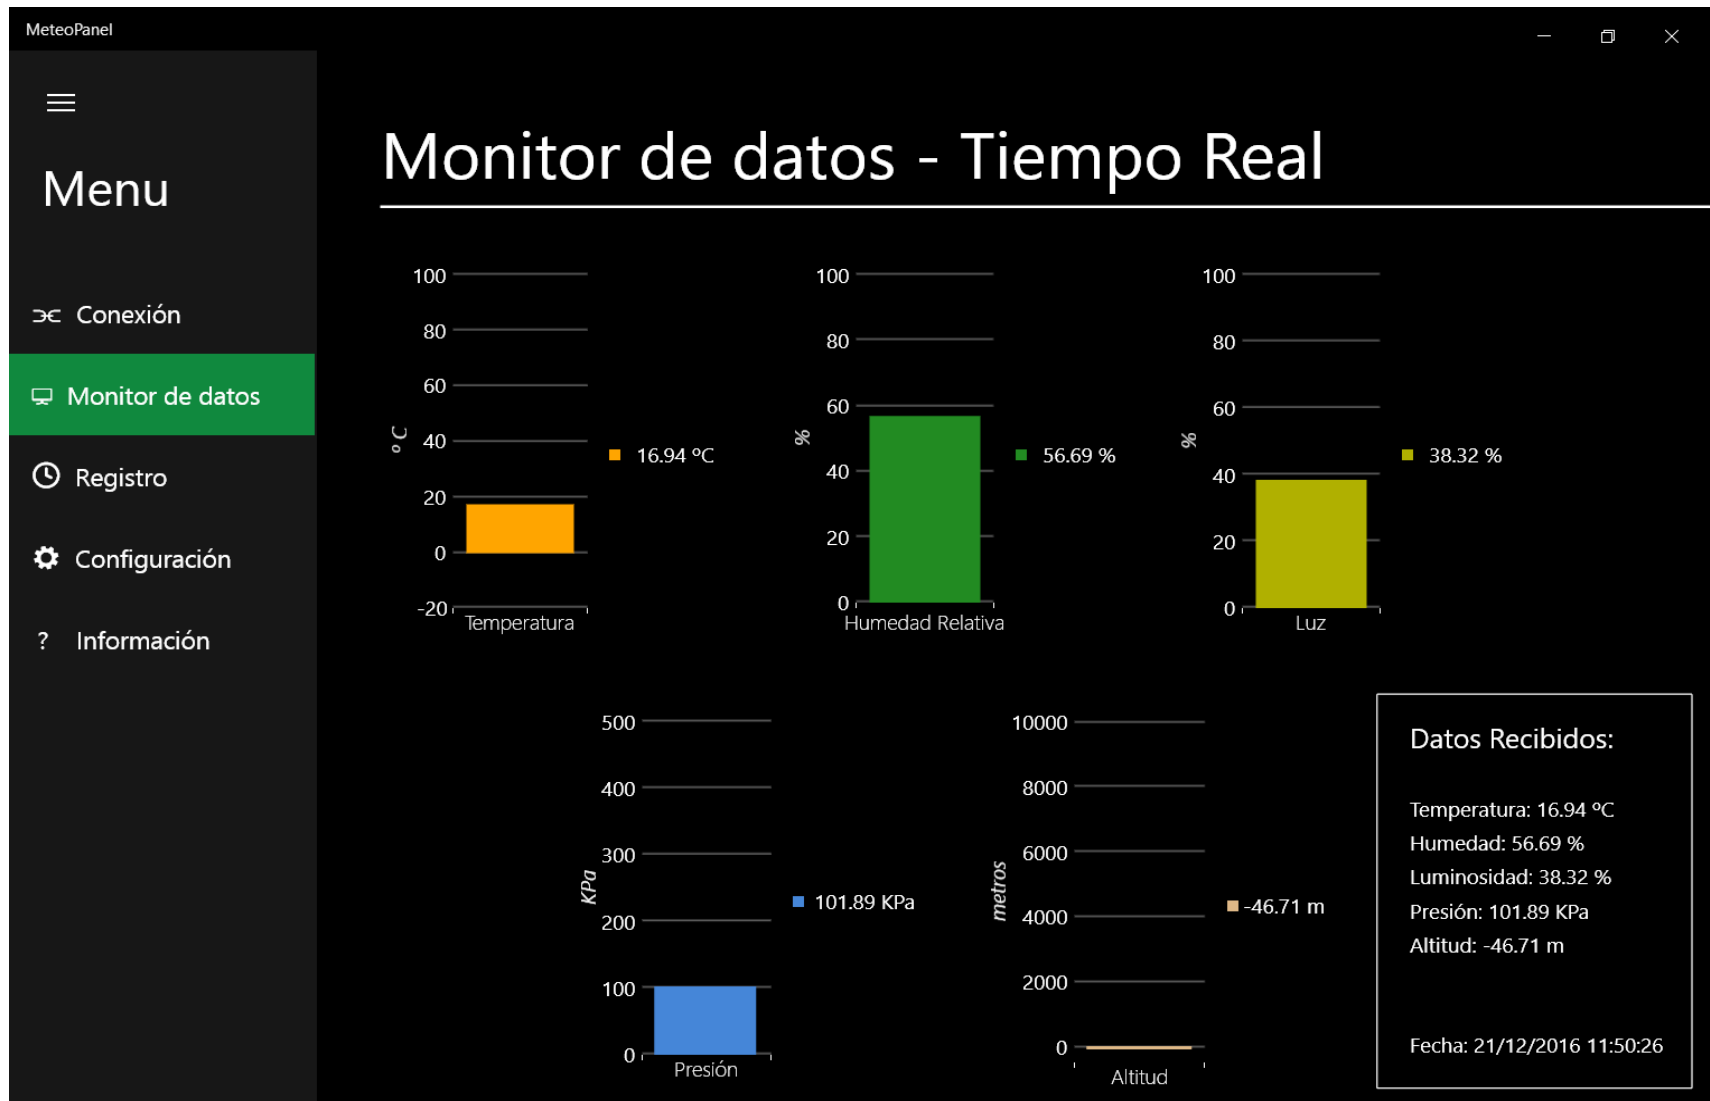 MeteoPanel
Menu
Conexión
Monitor de datos
Registro
Configuración
? Información
Monitor de datos - Tiempo Real
100
80
60
40
20
0
-20
º C
Temperatura
16.94 ºC
100
80
60
40
20
0
%
Humedad Relativa
56.69 %
100
80
60
40
20
0
%
Luz
38.32 %
500
400
300
200
100
0
KPa
Presión
101.89 KPa
10000
8000
6000
4000
2000
0
metros
Altitud
-46.71 m
Datos Recibidos:
Temperatura: 16.94 ºC
Humedad: 56.69 %
Luminosidad: 38.32 %
Presión: 101.89 KPa
Altitud: -46.71 m
Fecha: 21/12/2016 11:50:26